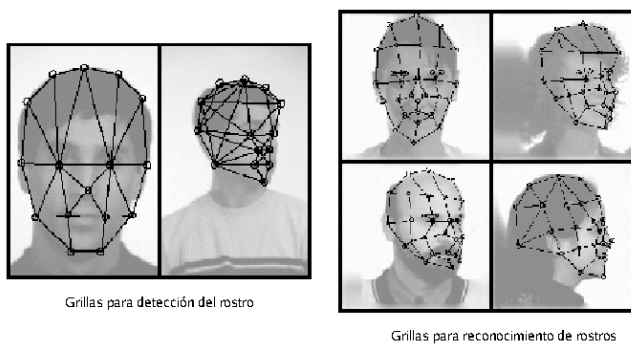 Grillas para detección del rostro
Grillas para reconocimiento de rostros